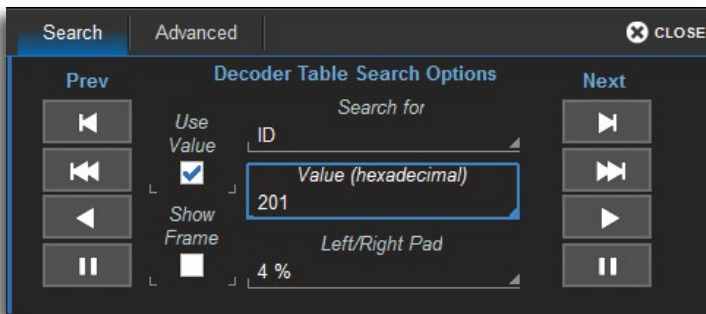 Search
Advanced
CLOSE
Prev
Decoder Table Search Options
Next
Search for
Use
Value
ID
Value (hexadecimal)
201
Show
Frame
Left/Right Pad
4 %